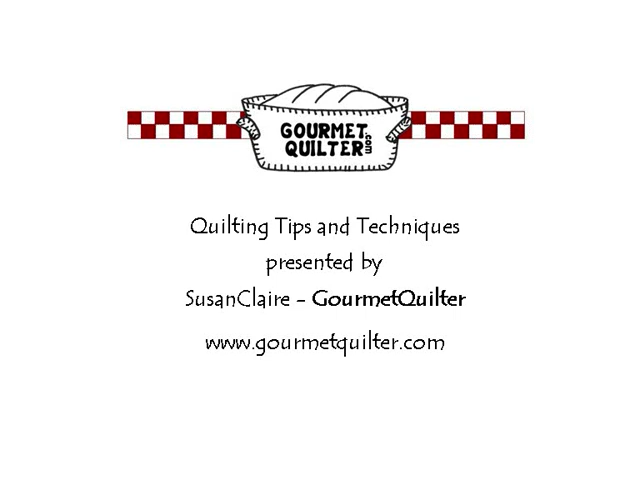 GOURMET
QUILTER.com
Quilting Tips and Techniques
presented by
SusanClaire - GourmetQuilter
www.gourmetquilter.com